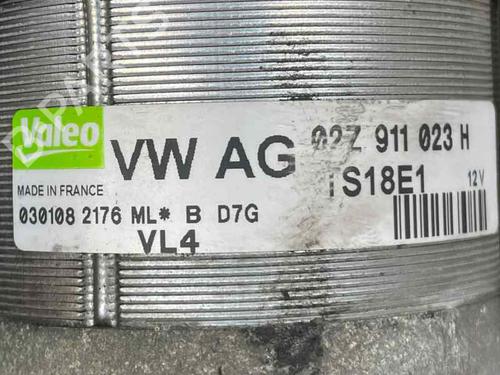 Valeo
VW AG
02Z 911 023 H
MADE IN FRANCE
TS18E1
12V
030108 2176 ML* B D7G
VL4